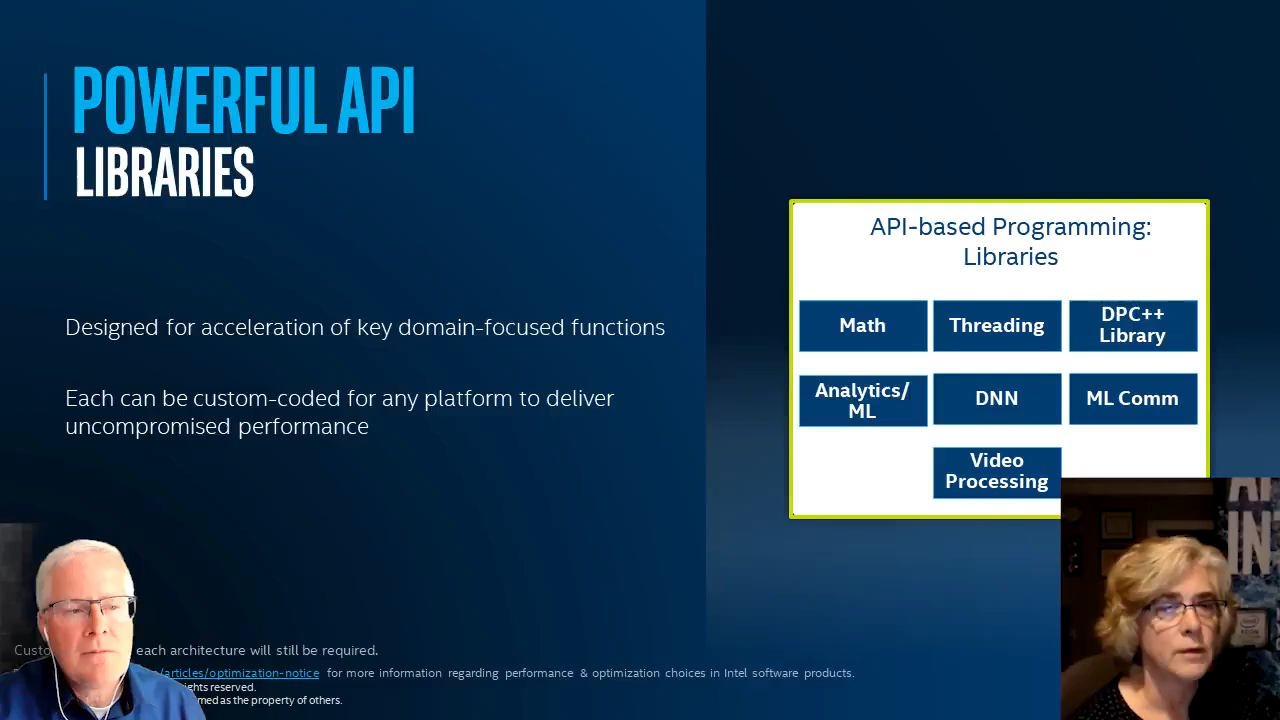 POWERFUL API
LIBRARIES
Designed for acceleration of key domain-focused functions
Each can be custom-coded for any platform to deliver
uncompromised performance
API-based Programming:
Libraries
Math
Threading
DPC++
Library
Analytics/
ML
DNN
ML Comm
Video
Processing
each architecture will still be required.
/articles/optimization-notice for more information regarding performance & optimization choices in Intel software products.
reserved.
as the property of others.